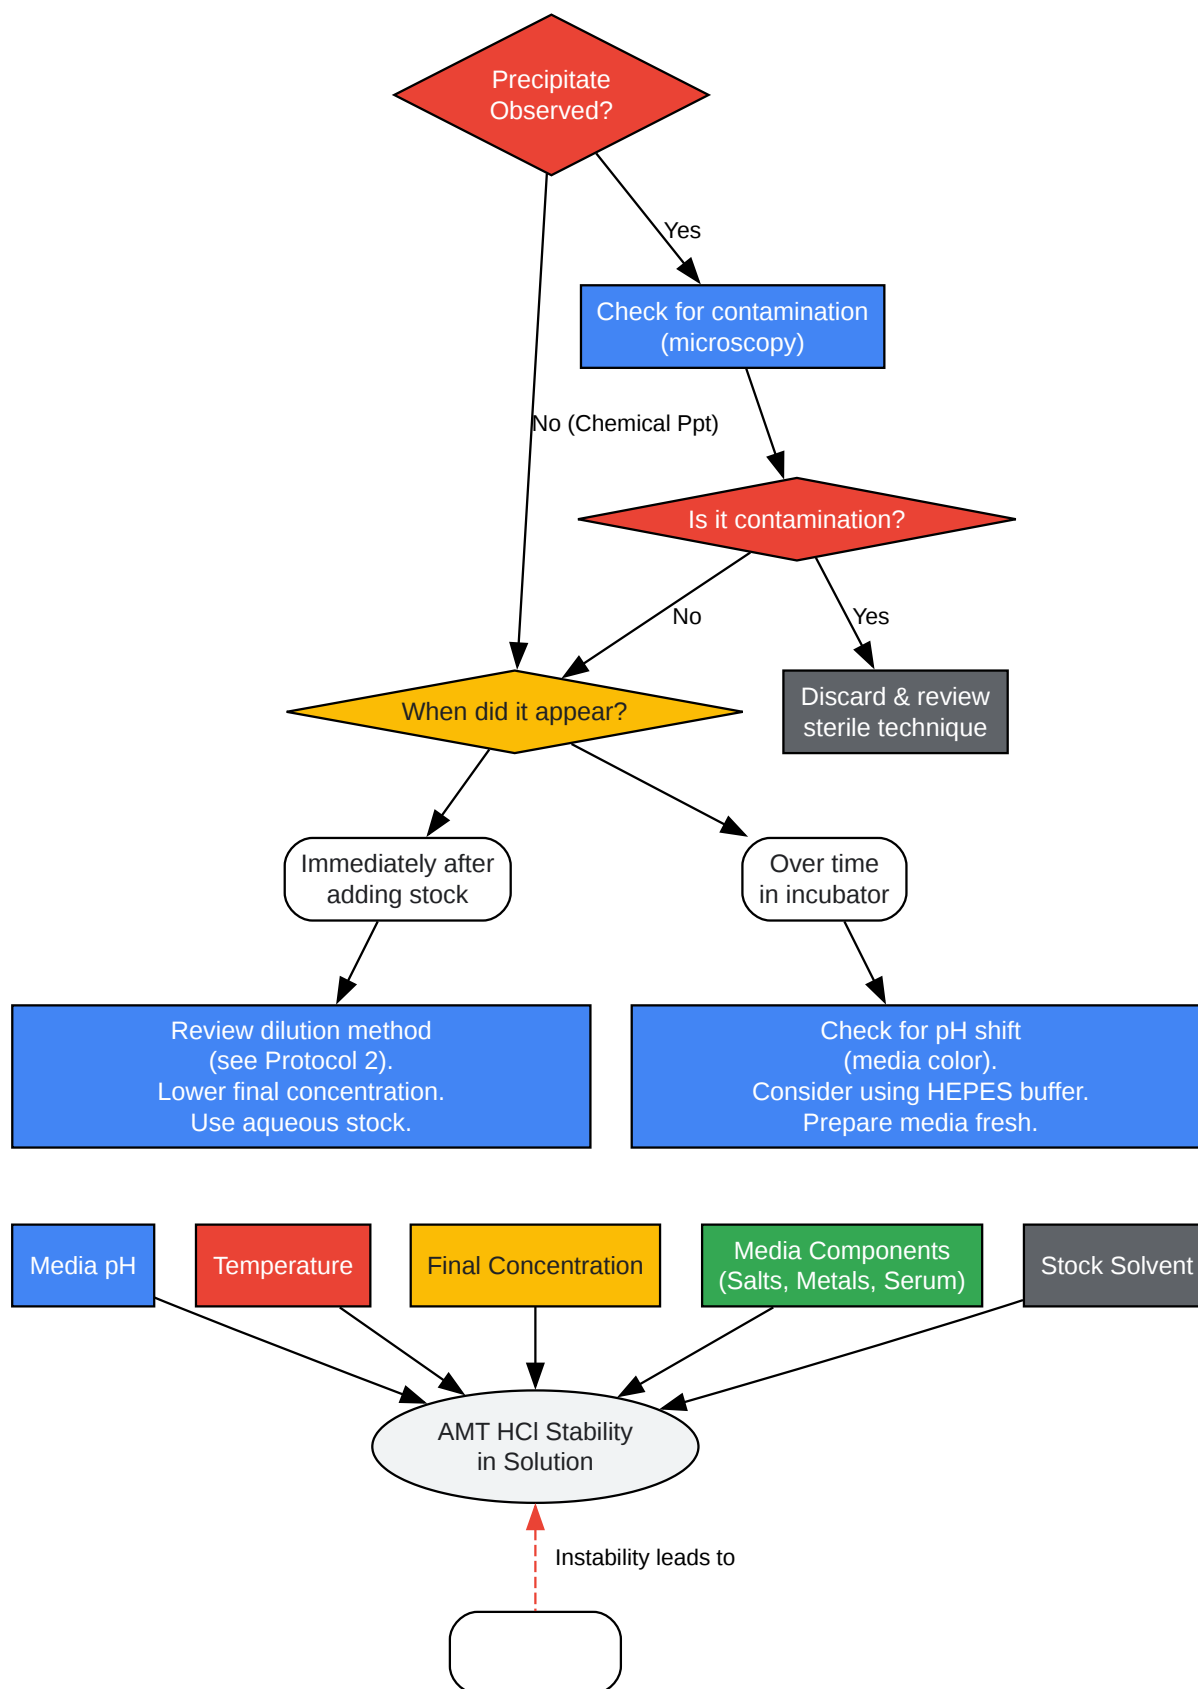 Precipitate
Observed?
Yes
Check for contamination
(microscopy)
No (Chemical Ppt)
Is it contamination?
No
Yes
When did it appear?
Discard & review
sterile technique
Immediately after
adding stock
Over time
in incubator
Review dilution method
(see Protocol 2).
Lower final concentration.
Use aqueous stock.
Check for pH shift
(media color).
Consider using HEPES buffer.
Prepare media fresh.
Media pH
Temperature
Final Concentration
Media Components
(Salts, Metals, Serum)
Stock Solvent
AMT HCl Stability
in Solution
Instability leads to